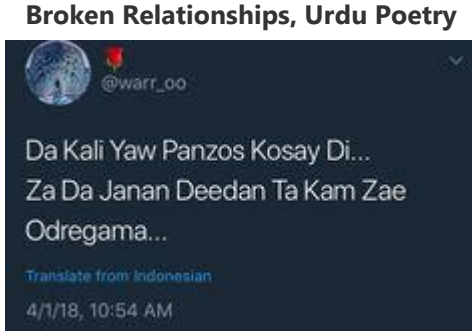 Broken Relationships, Urdu Poetry
@warr_oo
Da Kali Yaw Panzos Kosay Di...
Za Da Janan Deedan Ta Kam Zae
Odregama...
Translate from Indonesian
4/1/18, 10:54 AM